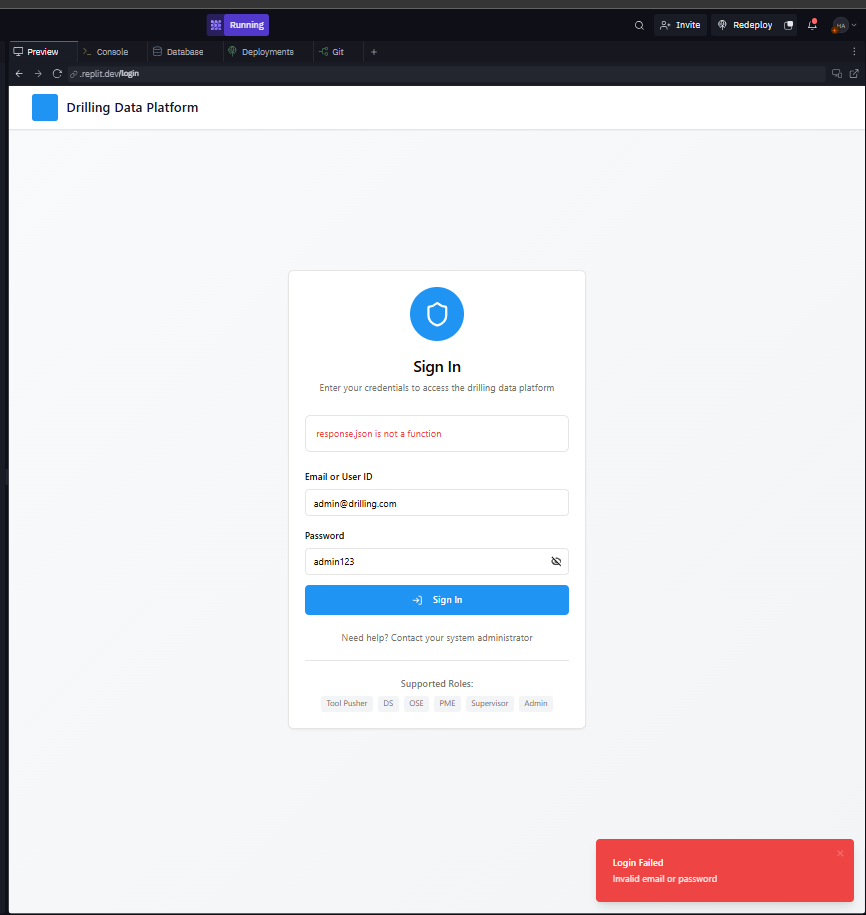 Running
Invite
Redeploy
HA
Preview
Console
Database
Deployments
Git
.replit.dev/login
Drilling Data Platform
Sign In
Enter your credentials to access the drilling data platform
response.json is not a function
Email or User ID
admin@drilling.com
Password
admin123
Sign In
Need help? Contact your system administrator
Supported Roles:
Tool Pusher DS OSE PME Supervisor Admin
Login Failed
Invalid email or password